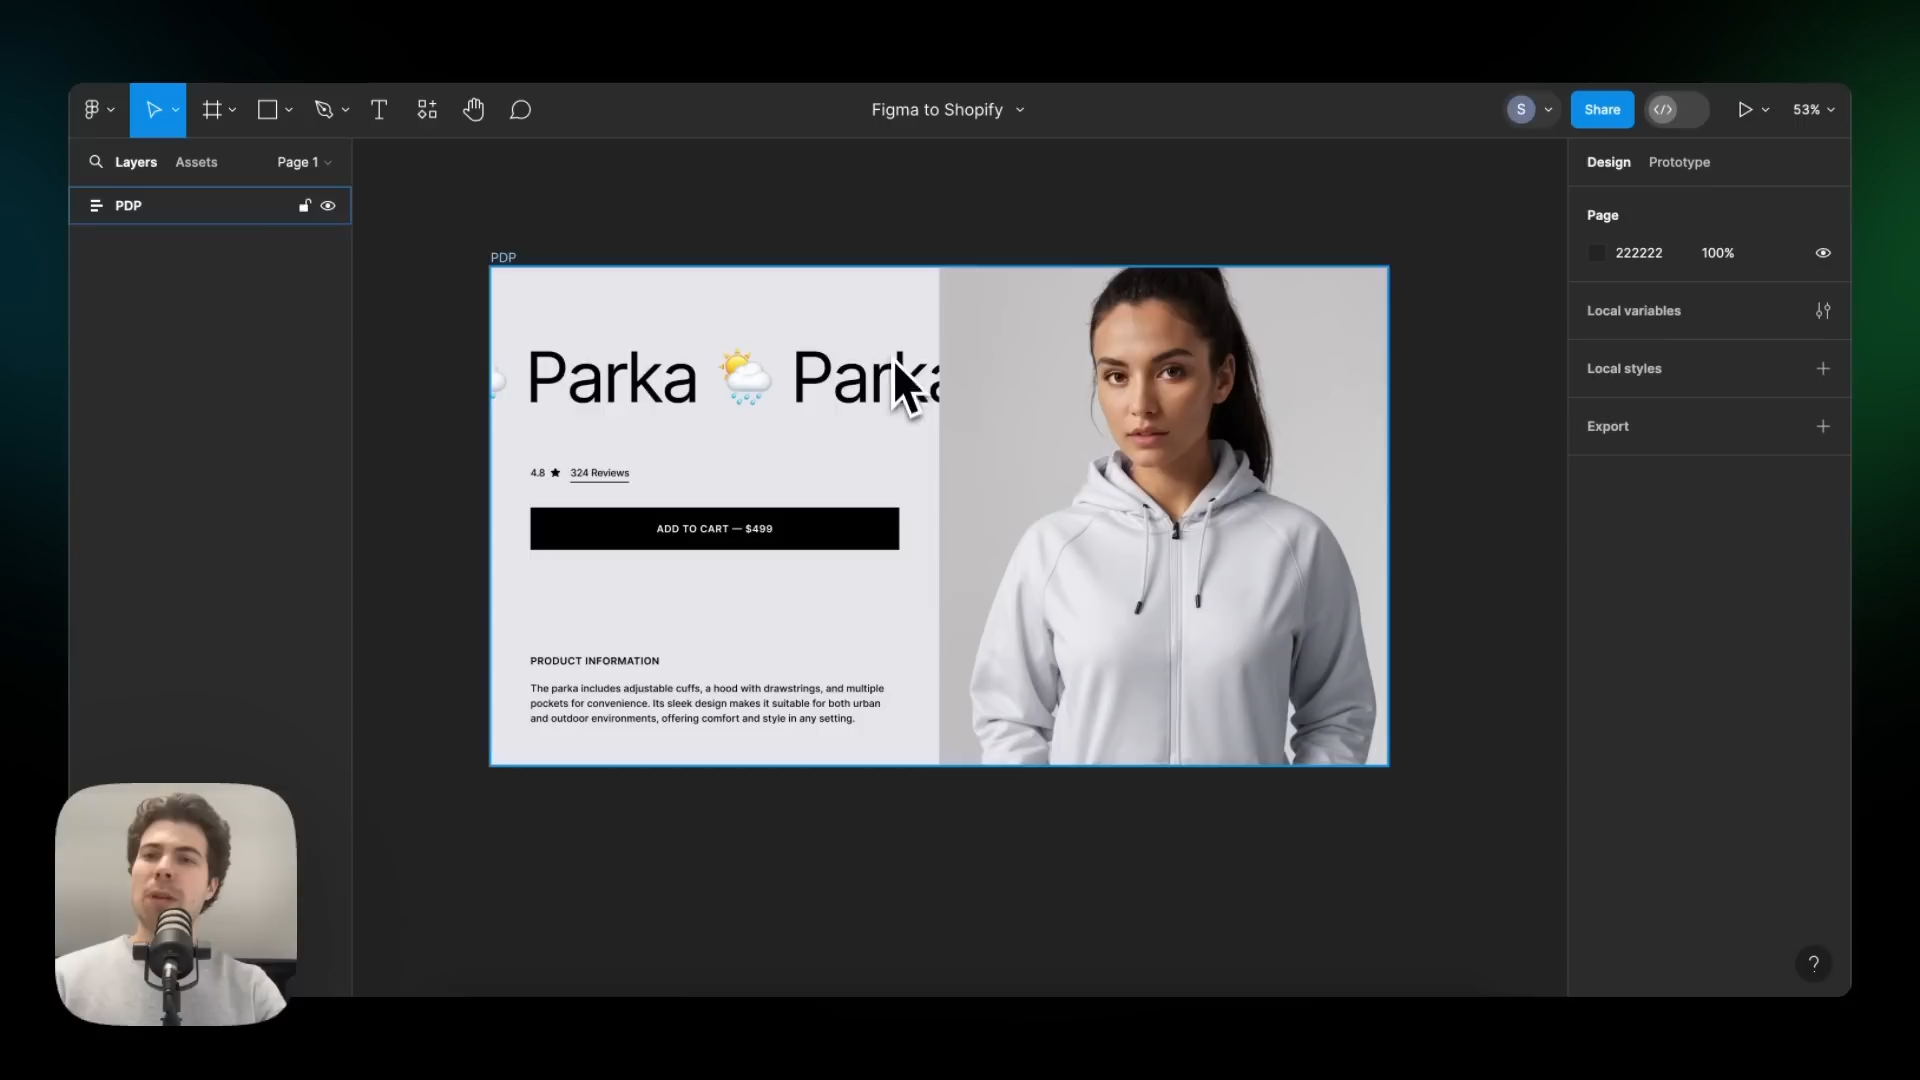 Figma to Shopify
S
Share
53%
Layers
Assets
Page 1
PDP
Design
Prototype
Page
222222
100%
Local variables
Local styles
Export
PDP
Parka 🌦️ Parka
4.8 ★ 324 Reviews
ADD TO CART — $499
PRODUCT INFORMATION
The parka includes adjustable cuffs, a hood with drawstrings, and multiple
pockets for convenience. Its sleek design makes it suitable for both urban
and outdoor environments, offering comfort and style in any setting.
?